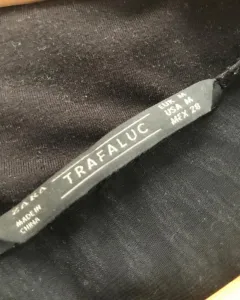 ZARA
MADE IN
CHINA
TRAFALUC
EUR M
USA M
MEX 28